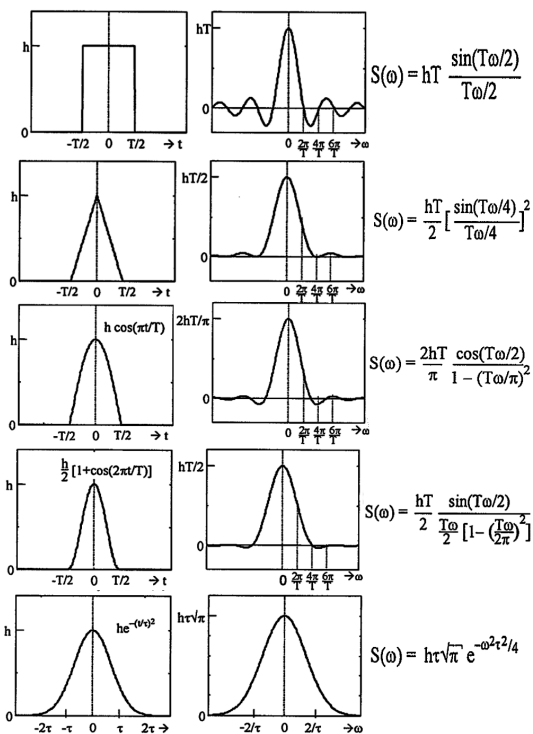 h
0
-T/2 0 T/2 → t
hT
0
0 2π/T 4π/T 6π/T → ω
S(ω) = hT sin(Tω/2) / Tω/2
h
0
-T/2 0 T/2 → t
hT/2
0
0 2π/T 4π/T 6π/T → ω
S(ω) = hT/2 [ sin(Tω/4) / Tω/4 ]²
h
0
h cos(πt/T)
-T/2 0 T/2 → t
2hT/π
0
0 2π/T 4π/T 6π/T → ω
S(ω) = 2hT/π cos(Tω/2) / 1 − (Tω/π)²
h
0
h/2 [1+cos(2πt/T)]
-T/2 0 T/2 → t
hT/2
0
0 2π/T 4π/T 6π/T → ω
S(ω) = hT/2 sin(Tω/2) / Tω/2 [1− (Tω/2π)²]
h
0
he^−(t/τ)²
-2τ -τ 0 τ 2τ → t
hτ√π
0
-2/τ 0 2/τ → ω
S(ω) = hτ√π e^−ω²τ²/4